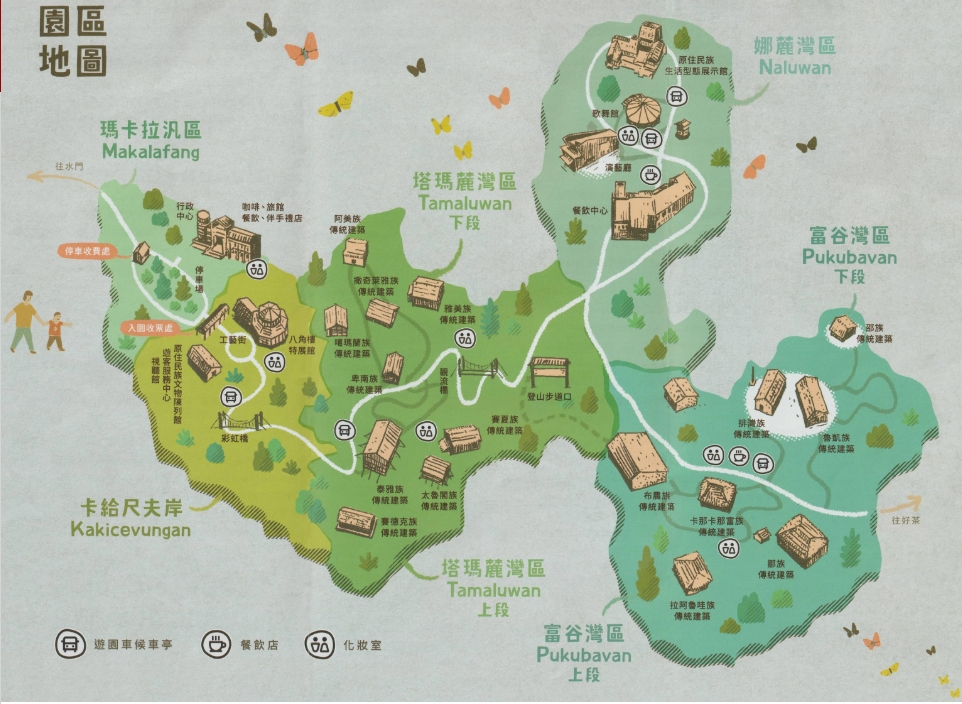 園區
地圖
瑪卡拉汎區
Makalafang
往水門
行政
中心
咖啡、旅館
餐飲、伴手禮店
停車收費處
停車場
入園收票處
工藝街
八角樓
特展館
原住民族文物陳列館
遊客服務中心
視聽館
彩虹橋
卡給尺夫岸
Kakicevungan
塔瑪麓灣區
Tamaluwan
下段
阿美族
傳統建築
撒奇萊雅族
傳統建築
雅美族
傳統建築
噶瑪蘭族
傳統建築
卑南族
傳統建築
觀流橋
登山步道口
賽夏族
傳統建築
泰雅族
傳統建築
太魯閣族
傳統建築
賽德克族
傳統建築
塔瑪麓灣區
Tamaluwan
上段
娜麓灣區
Naluwan
原住民族
生活型態展示館
歌舞館
演藝廳
餐飲中心
富谷灣區
Pukubavan
下段
邵族
傳統建築
排灣族
傳統建築
魯凱族
傳統建築
布農族
傳統建築
卡那卡那富族
傳統建築
鄒族
傳統建築
拉阿魯哇族
傳統建築
往好茶
富谷灣區
Pukubavan
上段
遊園車候車亭
餐飲店
化妝室